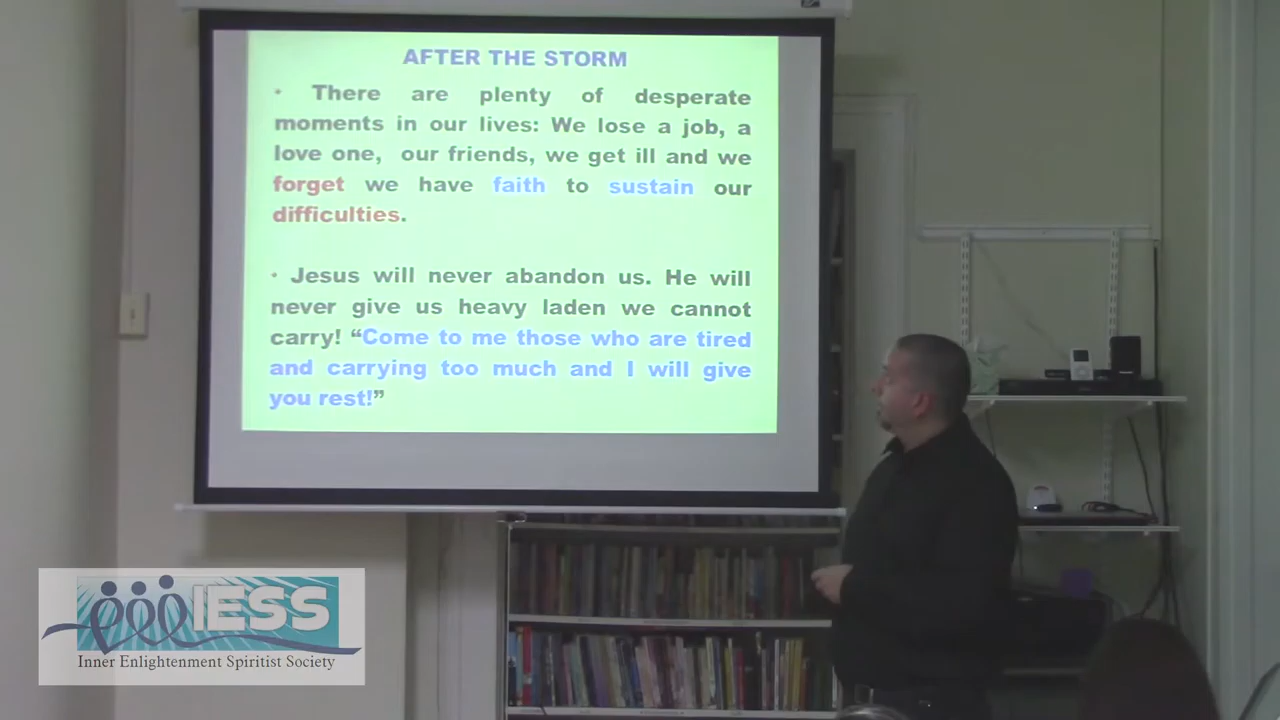 AFTER THE STORM
• There are plenty of desperate
moments in our lives: We lose a job, a
love one, our friends, we get ill and we
forget we have faith to sustain our
difficulties.
• Jesus will never abandon us. He will
never give us heavy laden we cannot
carry! “Come to me those who are tired
and carrying too much and I will give
you rest!”
IESS
Inner Enlightenment Spiritist Society